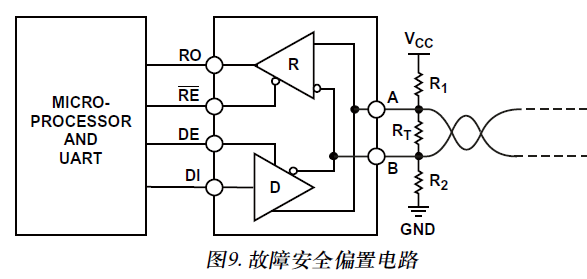 MICRO-
PROCESSOR
AND
UART
RO
RE
DE
DI
R
D
A
B
VCC
R1
RT
R2
GND
图9. 故障安全偏置电路